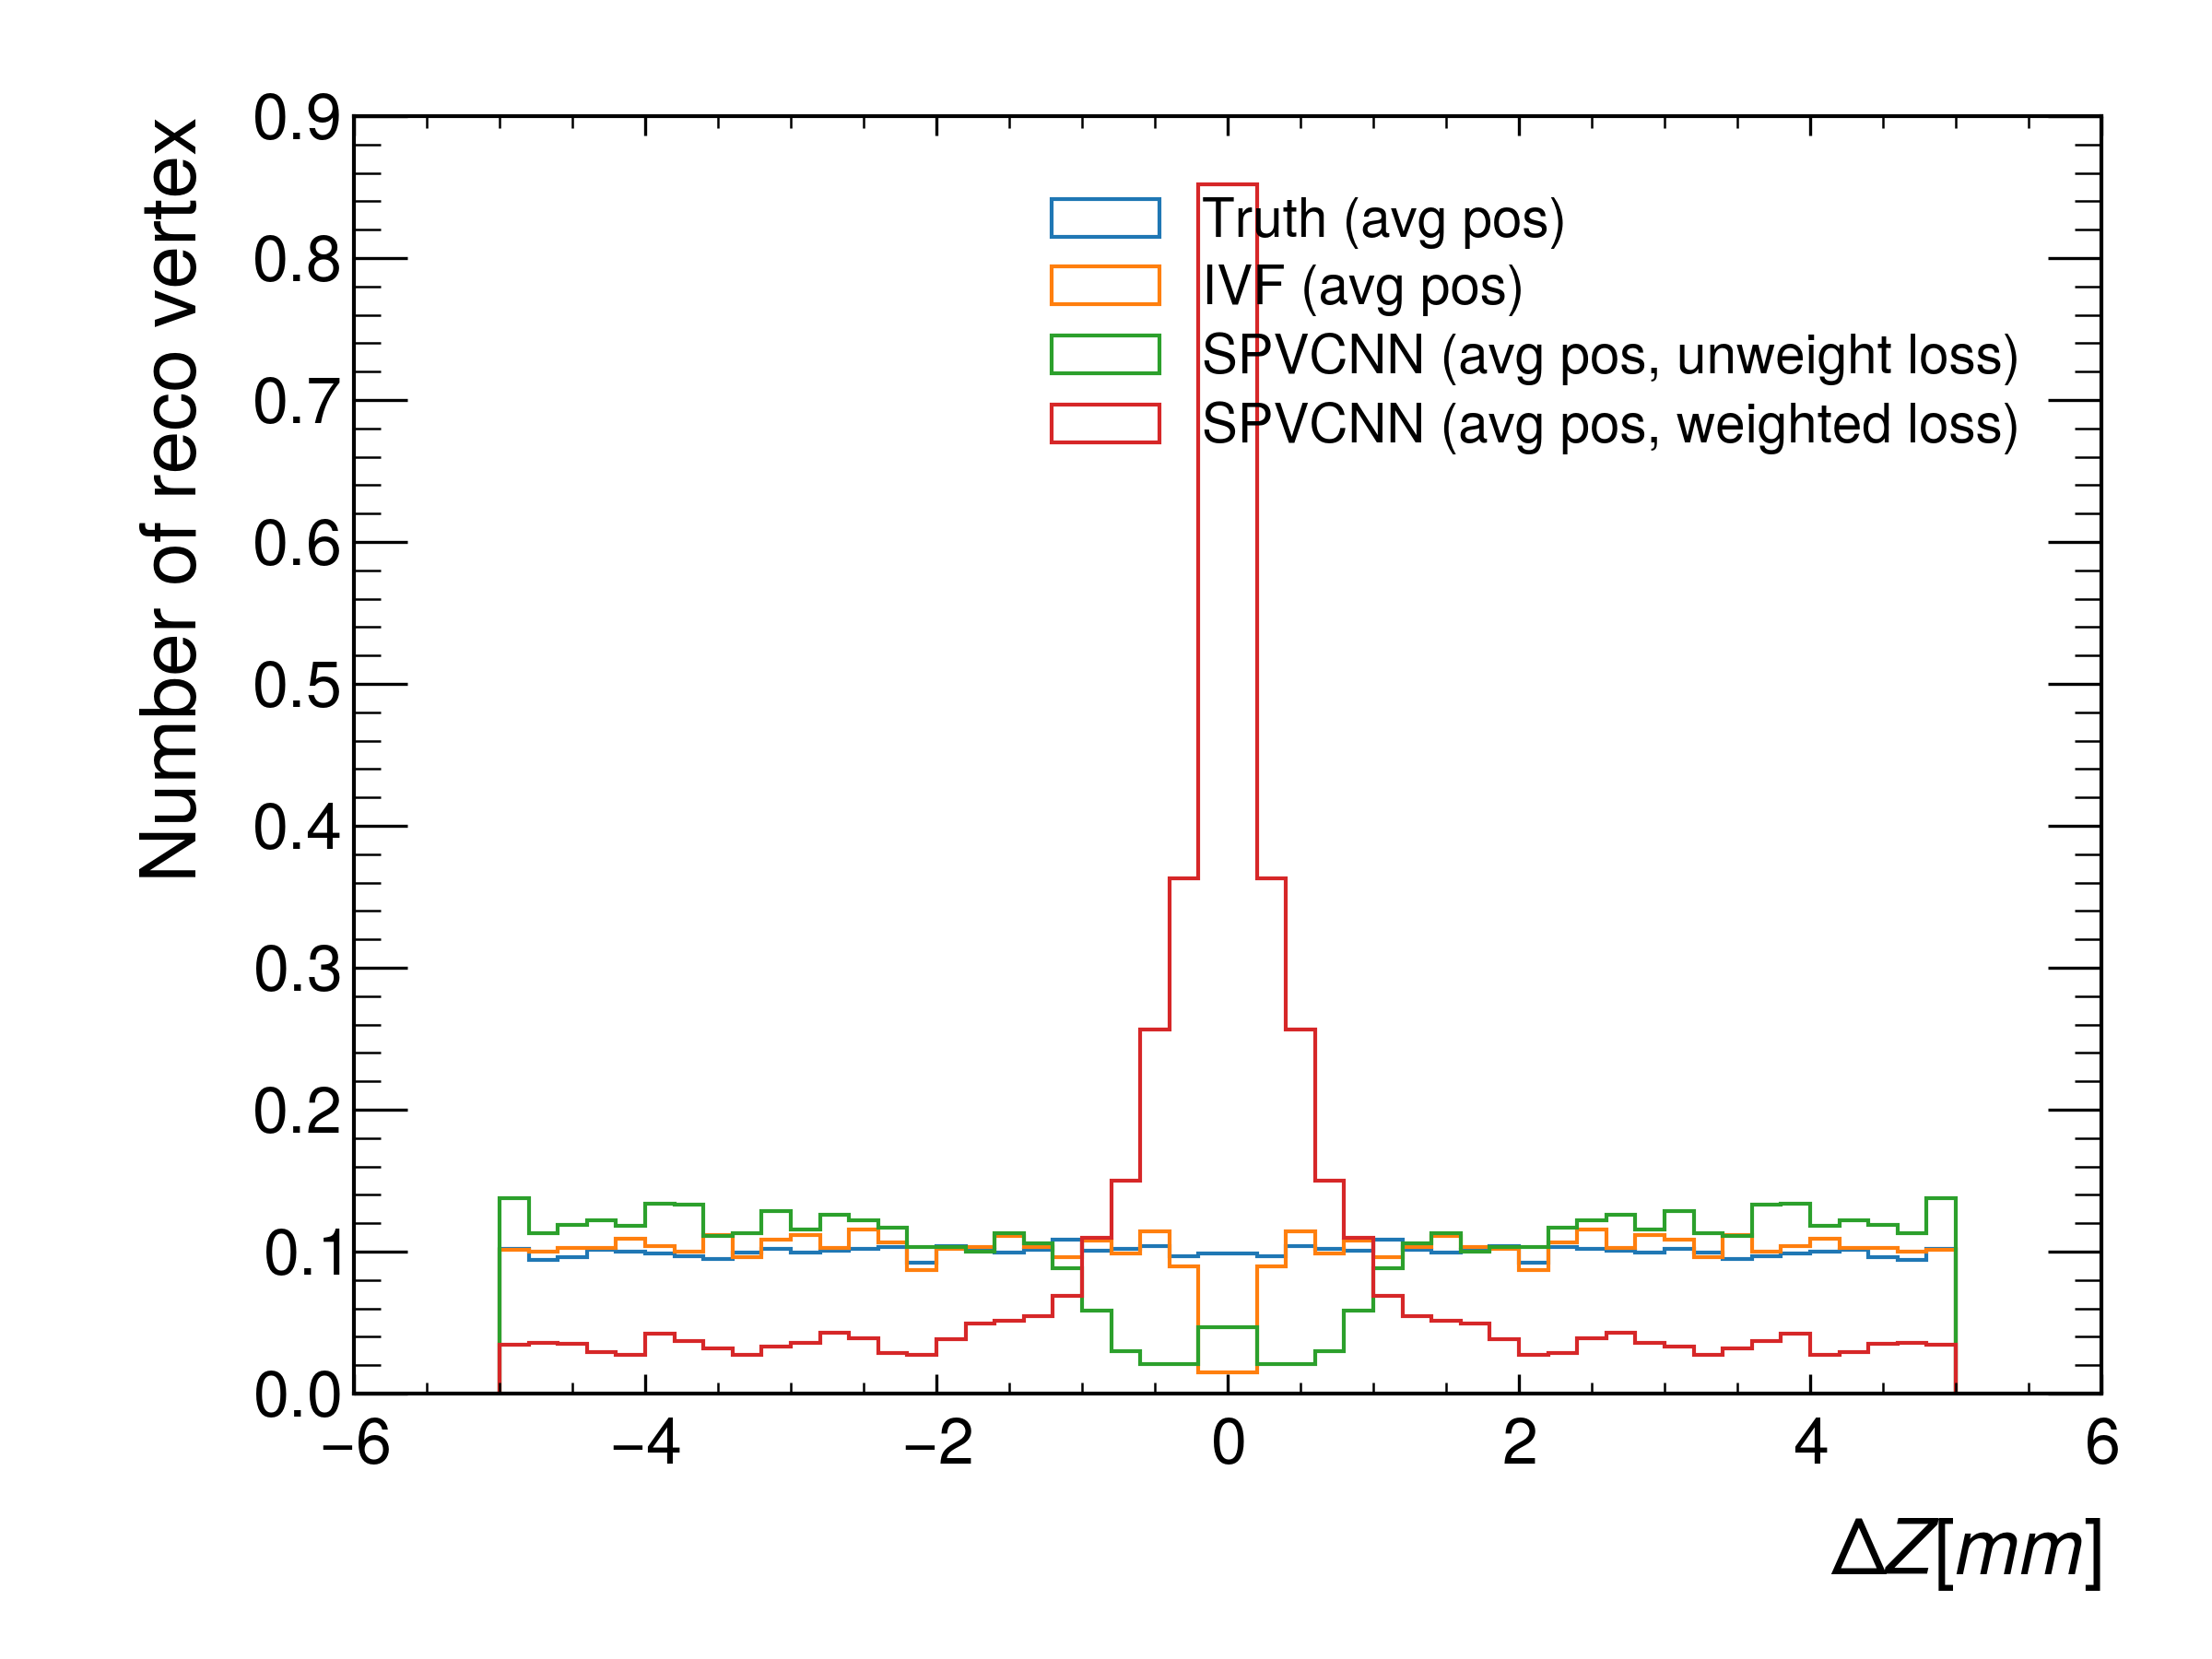 Number of reco vertex
0.9
0.8
0.7
0.6
0.5
0.4
0.3
0.2
0.1
0.0
Truth (avg pos)
IVF (avg pos)
SPVCNN (avg pos, unweight loss)
SPVCNN (avg pos, weighted loss)
−6 −4 −2 0 2 4 6
ΔZ[mm]